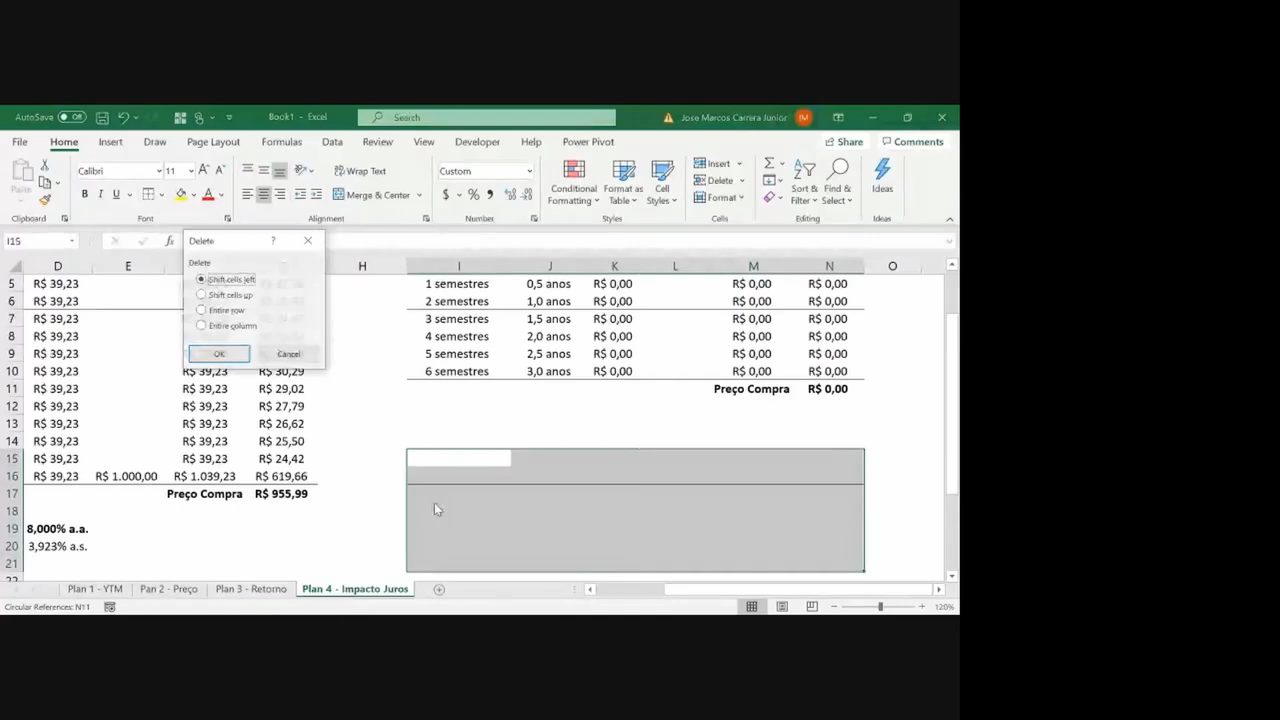 AutoSave Off Book1 - Excel Search Jose Marcos Carrera Junior IM
File Home Insert Draw Page Layout Formulas Data Review View Developer Help Power Pivot Share Comments
Paste Calibri 11 A A Wrap Text Custom Conditional Formatting Format as Table Cell Styles Insert Sort & Filter Find & Select Ideas
B I U A Merge & Center $ % 9 Delete Format
Clipboard Font Alignment Number Styles Cells Editing Ideas
I15 fx
Delete ? ×
Delete
Shift cells left
Shift cells up
Entire row
Entire column
OK Cancel
D E H I J K L M N O
5 R$ 39,23 1 semestres 0,5 anos R$ 0,00 R$ 0,00 R$ 0,00
6 R$ 39,23 2 semestres 1,0 anos R$ 0,00 R$ 0,00 R$ 0,00
7 R$ 39,23 3 semestres 1,5 anos R$ 0,00 R$ 0,00 R$ 0,00
8 R$ 39,23 4 semestres 2,0 anos R$ 0,00 R$ 0,00 R$ 0,00
9 R$ 39,23 5 semestres 2,5 anos R$ 0,00 R$ 0,00 R$ 0,00
10 R$ 39,23 R$ 39,23 R$ 30,29 6 semestres 3,0 anos R$ 0,00 R$ 0,00 R$ 0,00
11 R$ 39,23 R$ 39,23 R$ 29,02 Preço Compra R$ 0,00
12 R$ 39,23 R$ 39,23 R$ 27,79
13 R$ 39,23 R$ 39,23 R$ 26,62
14 R$ 39,23 R$ 39,23 R$ 25,50
15 R$ 39,23 R$ 39,23 R$ 24,42
16 R$ 39,23 R$ 1.000,00 R$ 1.039,23 R$ 619,66
17 Preço Compra R$ 955,99
18
19 8,000% a.a.
20 3,923% a.s.
21
Plan 1 - YTM Pan 2 - Preço Plan 3 - Retorno Plan 4 - Impacto Juros
Circular References: N11 120%